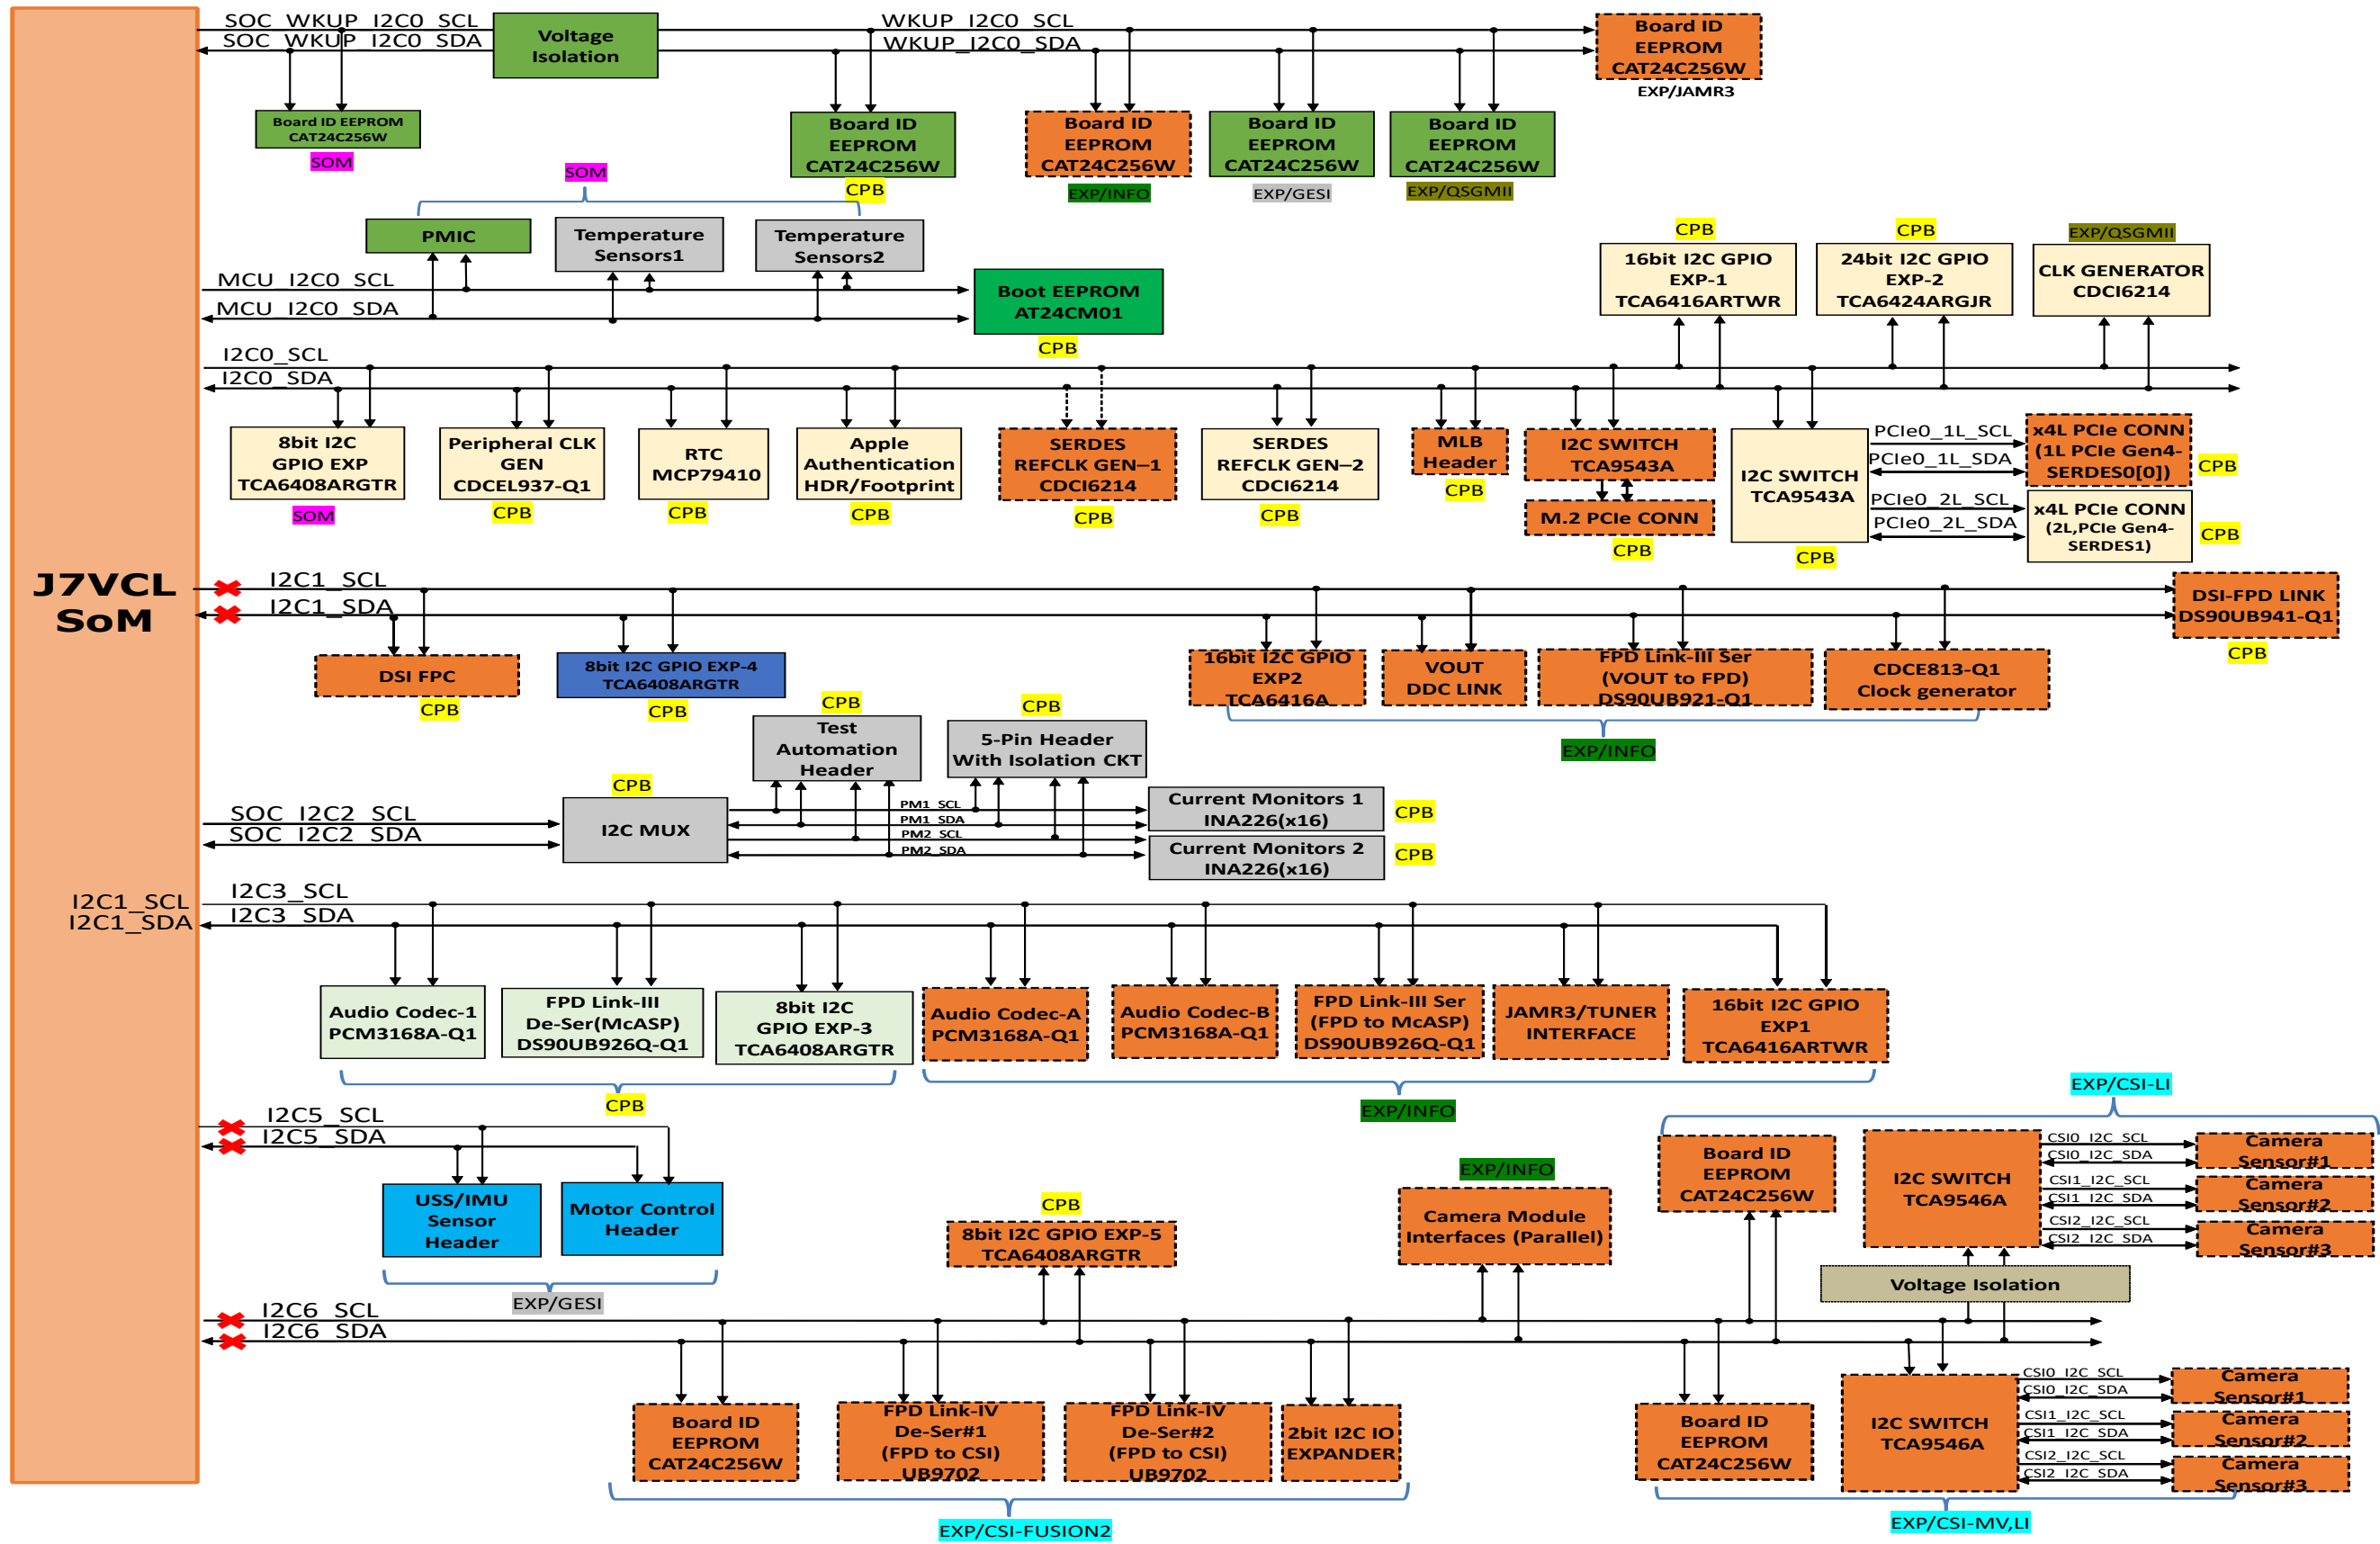 SOC_WKUP_I2C0_SCL
SOC_WKUP_I2C0_SDA
Voltage
Isolation
WKUP_I2C0_SCL
WKUP_I2C0_SDA
Board ID
EEPROM
CAT24C256W
EXP/JAMR3
Board ID EEPROM
CAT24C256W
SOM
Board ID
EEPROM
CAT24C256W
CPB
Board ID
EEPROM
CAT24C256W
EXP/INFO
Board ID
EEPROM
CAT24C256W
EXP/GESI
Board ID
EEPROM
CAT24C256W
EXP/QSGMII
SOM
PMIC
Temperature
Sensors1
Temperature
Sensors2
MCU_I2C0_SCL
MCU_I2C0_SDA
Boot EEPROM
AT24CM01
CPB
CPB
16bit I2C GPIO
EXP-1
TCA6416ARTWR
CPB
24bit I2C GPIO
EXP-2
TCA6424ARGJR
EXP/QSGMII
CLK GENERATOR
CDCI6214
I2C0_SCL
I2C0_SDA
8bit I2C
GPIO EXP
TCA6408ARGTR
SOM
Peripheral CLK
GEN
CDCEL937-Q1
CPB
RTC
MCP79410
CPB
Apple
Authentication
HDR/Footprint
CPB
SERDES
REFCLK GEN–1
CDCI6214
CPB
SERDES
REFCLK GEN–2
CDCI6214
CPB
MLB
Header
CPB
I2C SWITCH
TCA9543A
M.2 PCIe CONN
CPB
I2C SWITCH
TCA9543A
CPB
PCIe0_1L_SCL
PCIe0_1L_SDA
PCIe0_2L_SCL
PCIe0_2L_SDA
x4L PCIe CONN
(1L PCIe Gen4-
SERDES0[0])
CPB
x4L PCIe CONN
(2L,PCIe Gen4-
SERDES1)
CPB
J7VCL
SoM
I2C1_SCL
I2C1_SDA
DSI-FPD LINK
DS90UB941-Q1
CPB
DSI FPC
CPB
8bit I2C GPIO EXP-4
TCA6408ARGTR
CPB
16bit I2C GPIO
EXP2
TCA6416A
VOUT
DDC LINK
FPD Link-III Ser
(VOUT to FPD)
DS90UB921-Q1
CDCE813-Q1
Clock generator
EXP/INFO
CPB
Test
Automation
Header
CPB
5-Pin Header
With Isolation CKT
SOC_I2C2_SCL
SOC_I2C2_SDA
CPB
I2C MUX
PM1_SCL
PM1_SDA
PM2_SCL
PM2_SDA
Current Monitors 1
INA226(x16)
CPB
Current Monitors 2
INA226(x16)
CPB
I2C1_SCL
I2C1_SDA
I2C3_SCL
I2C3_SDA
Audio Codec-1
PCM3168A-Q1
FPD Link-III
De-Ser(McASP)
DS90UB926Q-Q1
8bit I2C
GPIO EXP-3
TCA6408ARGTR
CPB
Audio Codec-A
PCM3168A-Q1
Audio Codec-B
PCM3168A-Q1
FPD Link-III Ser
(FPD to McASP)
DS90UB926Q-Q1
JAMR3/TUNER
INTERFACE
16bit I2C GPIO
EXP1
TCA6416ARTWR
EXP/INFO
I2C5_SCL
I2C5_SDA
USS/IMU
Sensor
Header
Motor Control
Header
EXP/GESI
EXP/CSI-LI
Board ID
EEPROM
CAT24C256W
I2C SWITCH
TCA9546A
CSI0_I2C_SCL
CSI0_I2C_SDA
CSI1_I2C_SCL
CSI1_I2C_SDA
CSI2_I2C_SCL
CSI2_I2C_SDA
Camera
Sensor#1
Camera
Sensor#2
Camera
Sensor#3
Voltage Isolation
CPB
8bit I2C GPIO EXP-5
TCA6408ARGTR
EXP/INFO
Camera Module
Interfaces (Parallel)
I2C6_SCL
I2C6_SDA
Board ID
EEPROM
CAT24C256W
FPD Link-IV
De-Ser#1
(FPD to CSI)
UB9702
FPD Link-IV
De-Ser#2
(FPD to CSI)
UB9702
2bit I2C IO
EXPANDER
EXP/CSI-FUSION2
Board ID
EEPROM
CAT24C256W
I2C SWITCH
TCA9546A
CSI0_I2C_SCL
CSI0_I2C_SDA
CSI1_I2C_SCL
CSI1_I2C_SDA
CSI2_I2C_SCL
CSI2_I2C_SDA
Camera
Sensor#1
Camera
Sensor#2
Camera
Sensor#3
EXP/CSI-MV,LI